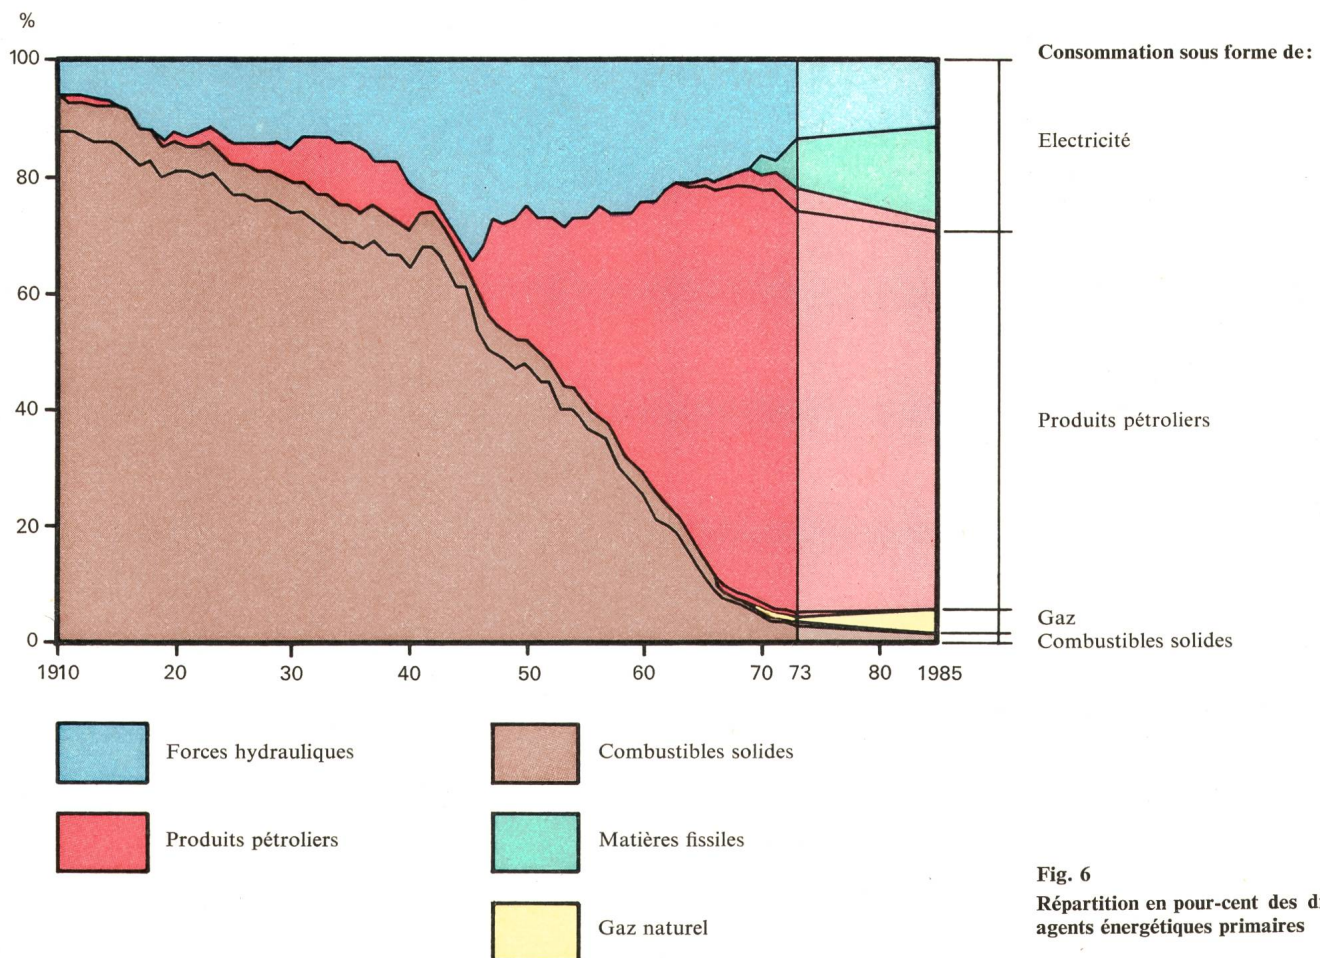 %
100
80
60
40
20
0
1910 20 30 40 50 60 70 73 80 1985
Consommation sous forme de:
Electricité
Produits pétroliers
Gaz
Combustibles solides
Forces hydrauliques
Produits pétroliers
Combustibles solides
Matières fissiles
Gaz naturel
Fig. 6
Répartition en pour-cent des
agents énergétiques primaires